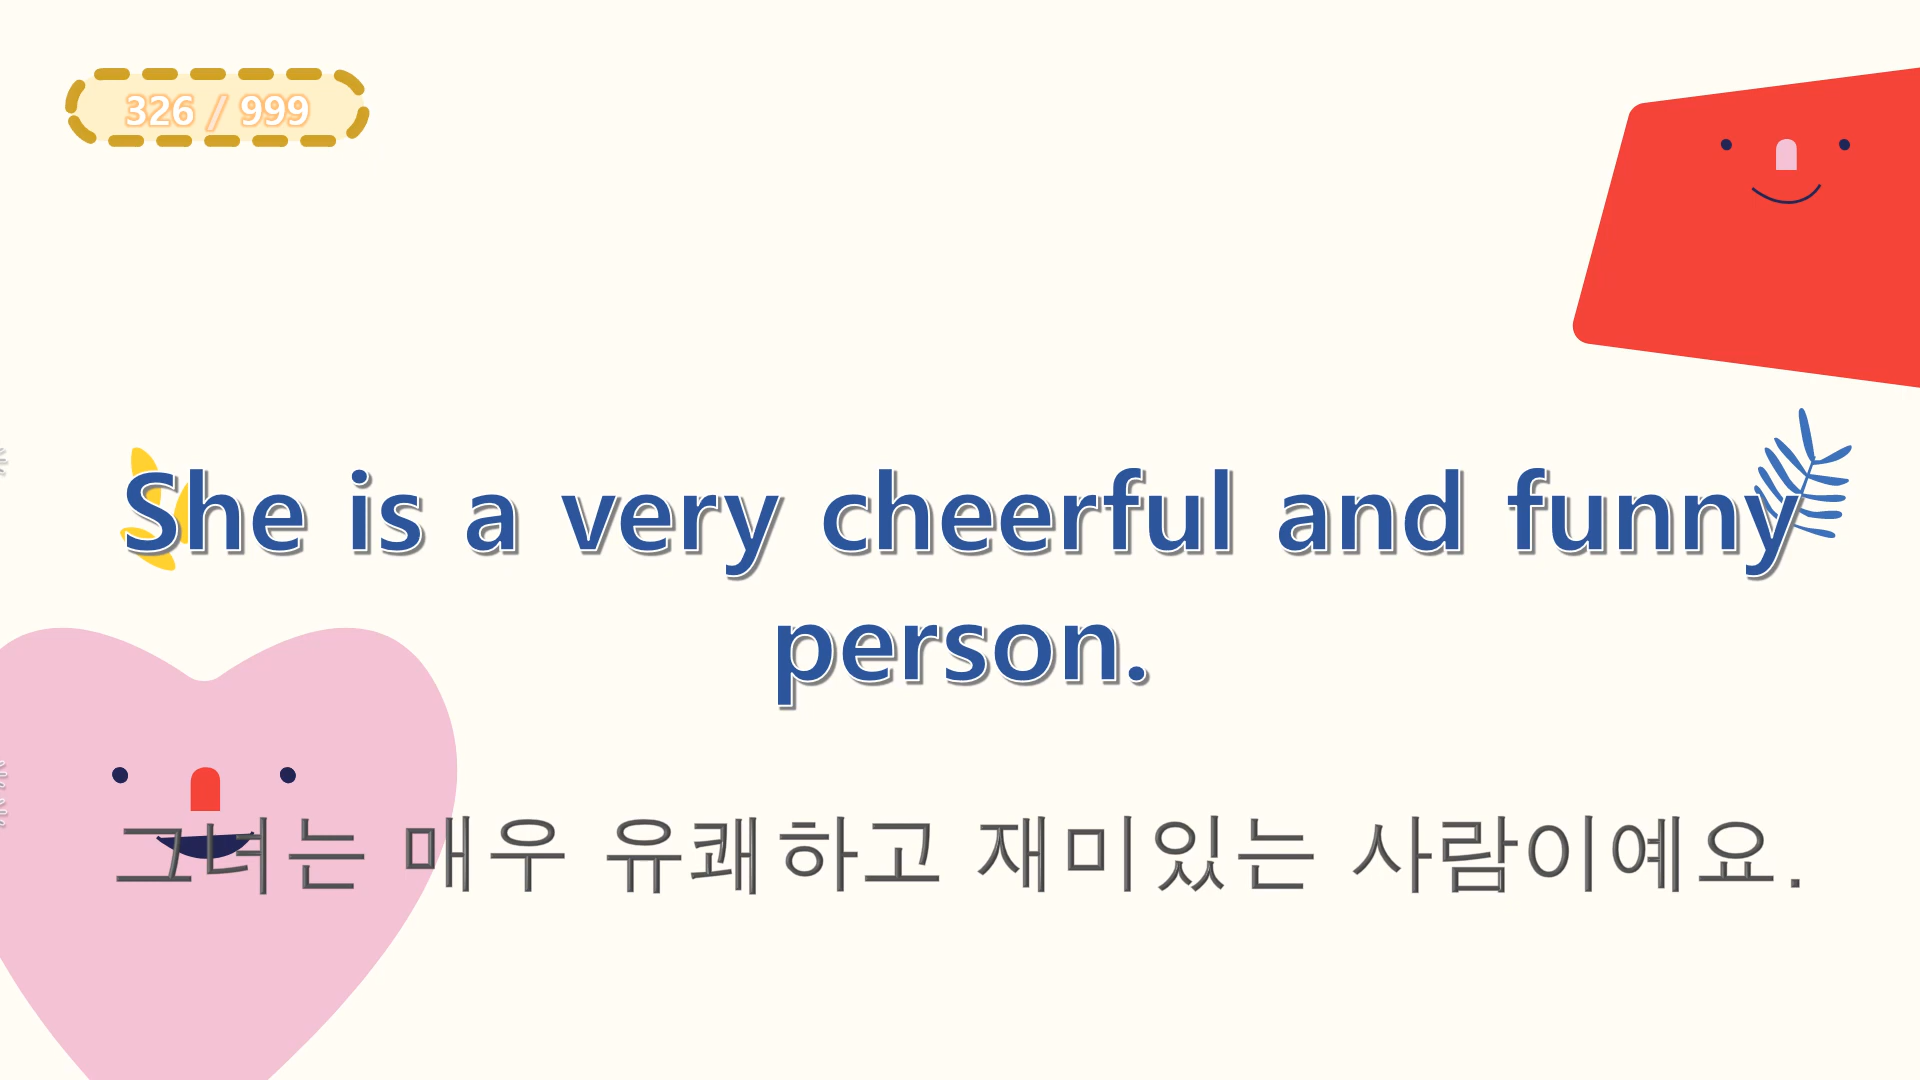 326 / 999
She is a very cheerful and funny
person.
그녀는 매우 유쾌하고 재미있는 사람이예요.